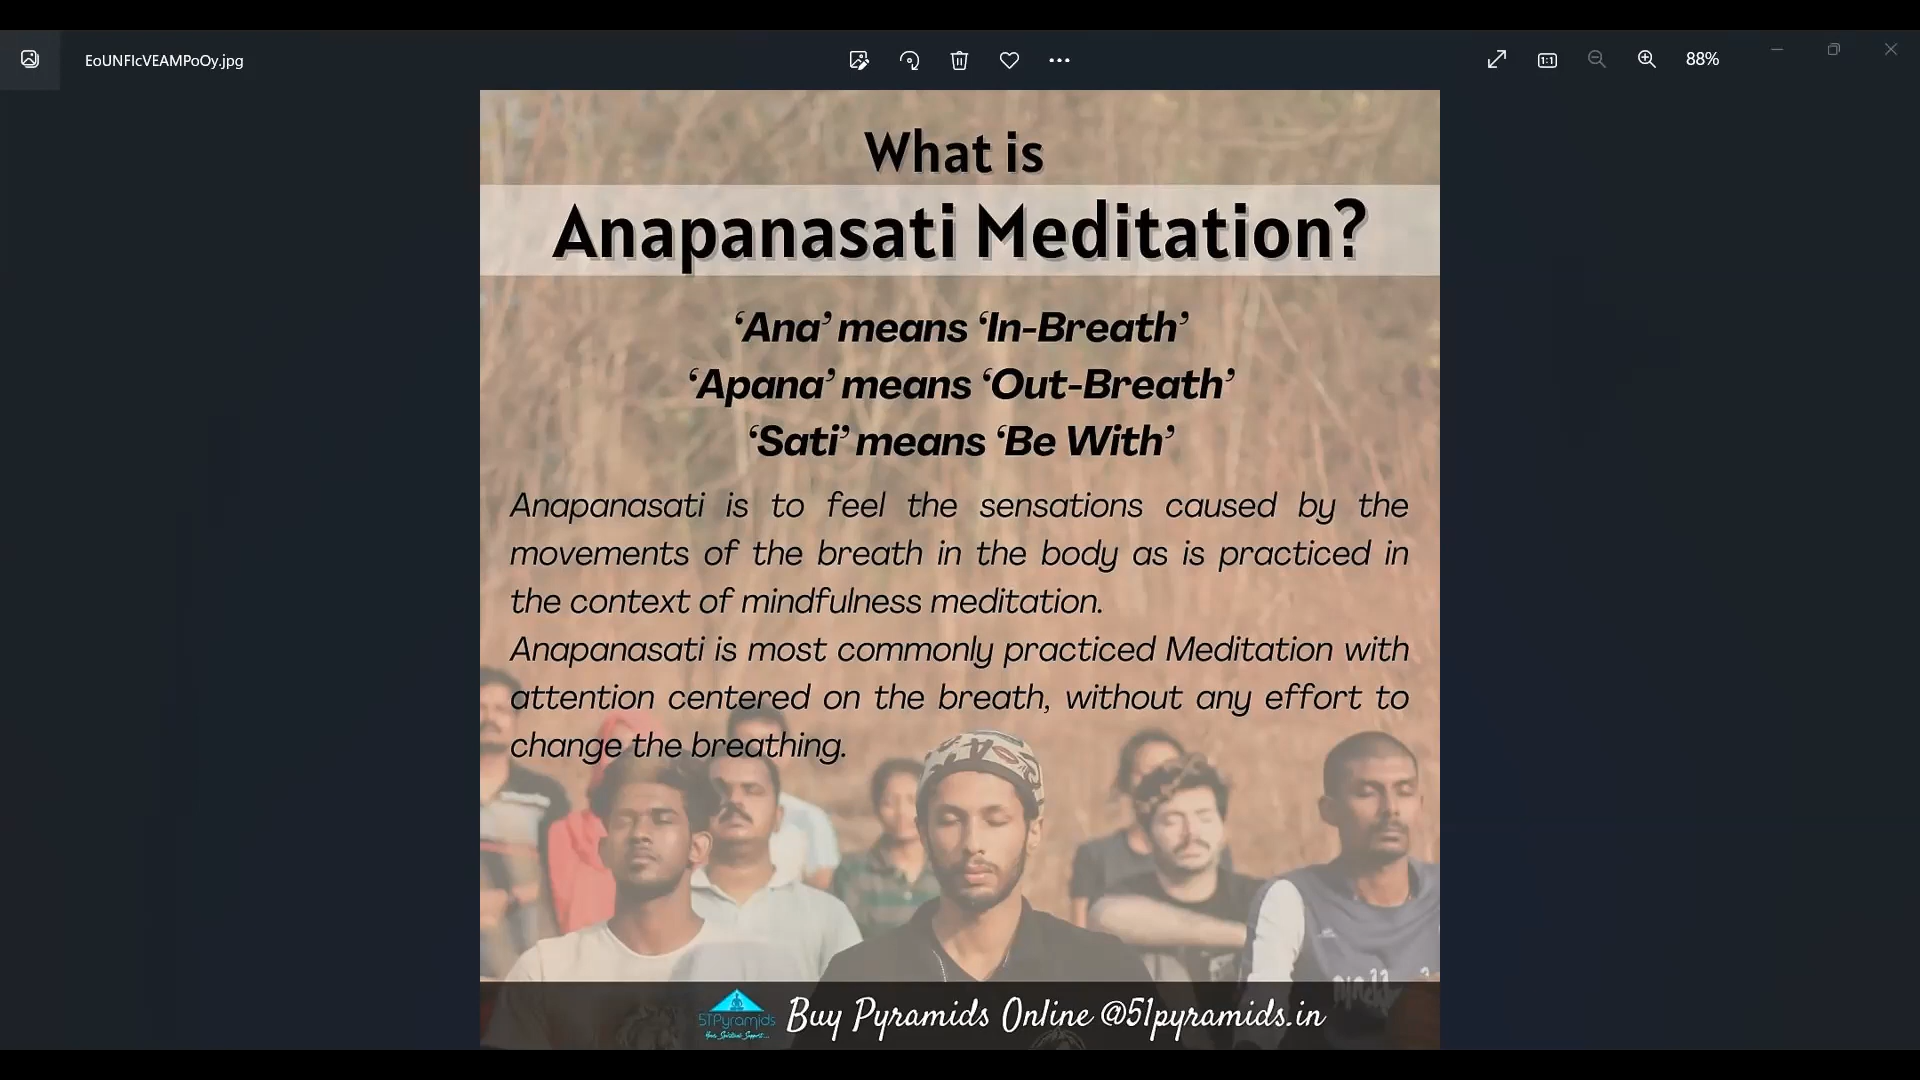 EoUNFIcVEAMPoOy.jpg
88%
What is
Anapanasati Meditation?
‘Ana’ means ‘In-Breath’
‘Apana’ means ‘Out-Breath’
‘Sati’ means ‘Be With’
Anapanasati is to feel the sensations caused by the
movements of the breath in the body as is practiced in
the context of mindfulness meditation.
Anapanasati is most commonly practiced Meditation with
attention centered on the breath, without any effort to
change the breathing.
51Pyramids
Your Spiritual Support...
Buy Pyramids Online @51pyramids.in